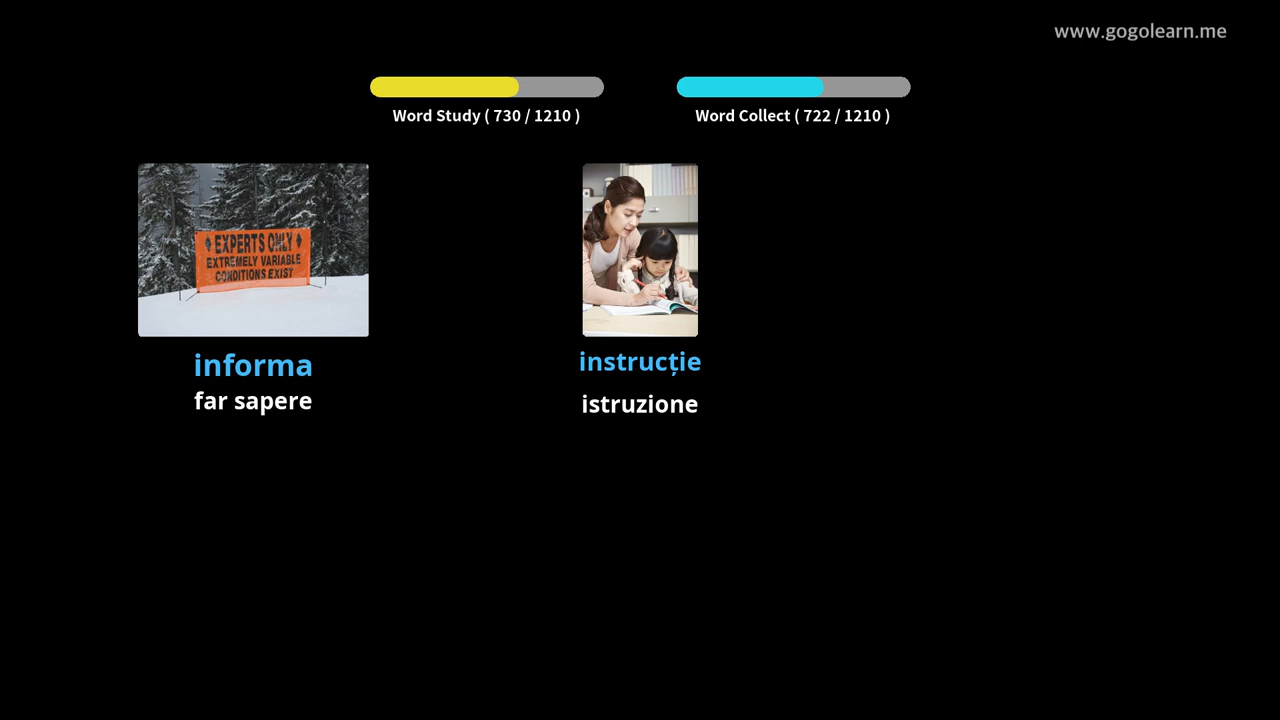 www.gogolearn.me
Word Study ( 730 / 1210 )
Word Collect ( 722 / 1210 )
EXPERTS ONLY
EXTREMELY VARIABLE
CONDITIONS EXIST
informa
far sapere
instrucție
istruzione